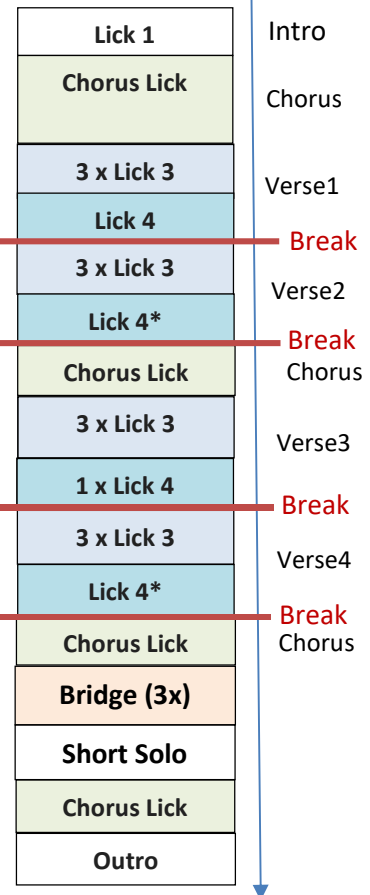 Lick 1
Intro
Chorus Lick
Chorus
3 x Lick 3
Verse1
Lick 4
Break
3 x Lick 3
Verse2
Lick 4*
Break
Chorus Lick
Chorus
3 x Lick 3
Verse3
1 x Lick 4
Break
3 x Lick 3
Verse4
Lick 4*
Break
Chorus Lick
Chorus
Bridge (3x)
Short Solo
Chorus Lick
Outro